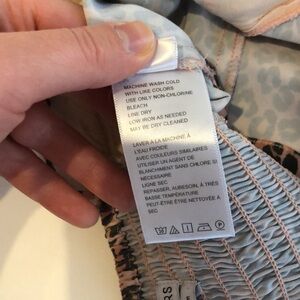 MACHINE WASH COLD
WITH LIKE COLORS
USE ONLY NON-CHLORINE
BLEACH
LINE DRY
LOW IRON AS NEEDED
MAY BE DRY CLEANED
LAVER À LA MACHINE À
L'EAU FROIDE
AVEC COULEURS SIMILAIRES
UTILISER UN AGENT DE
BLANCHIMENT SANS CHLORE SI
NÉCESSAIRE
LIGNE SEC
REPASSER, AUBESOIN, À TRÈS
BASSE TEMPÉRATURE
PEUT-ÊTRE ÊTRE NETTOYÉ À
SEC